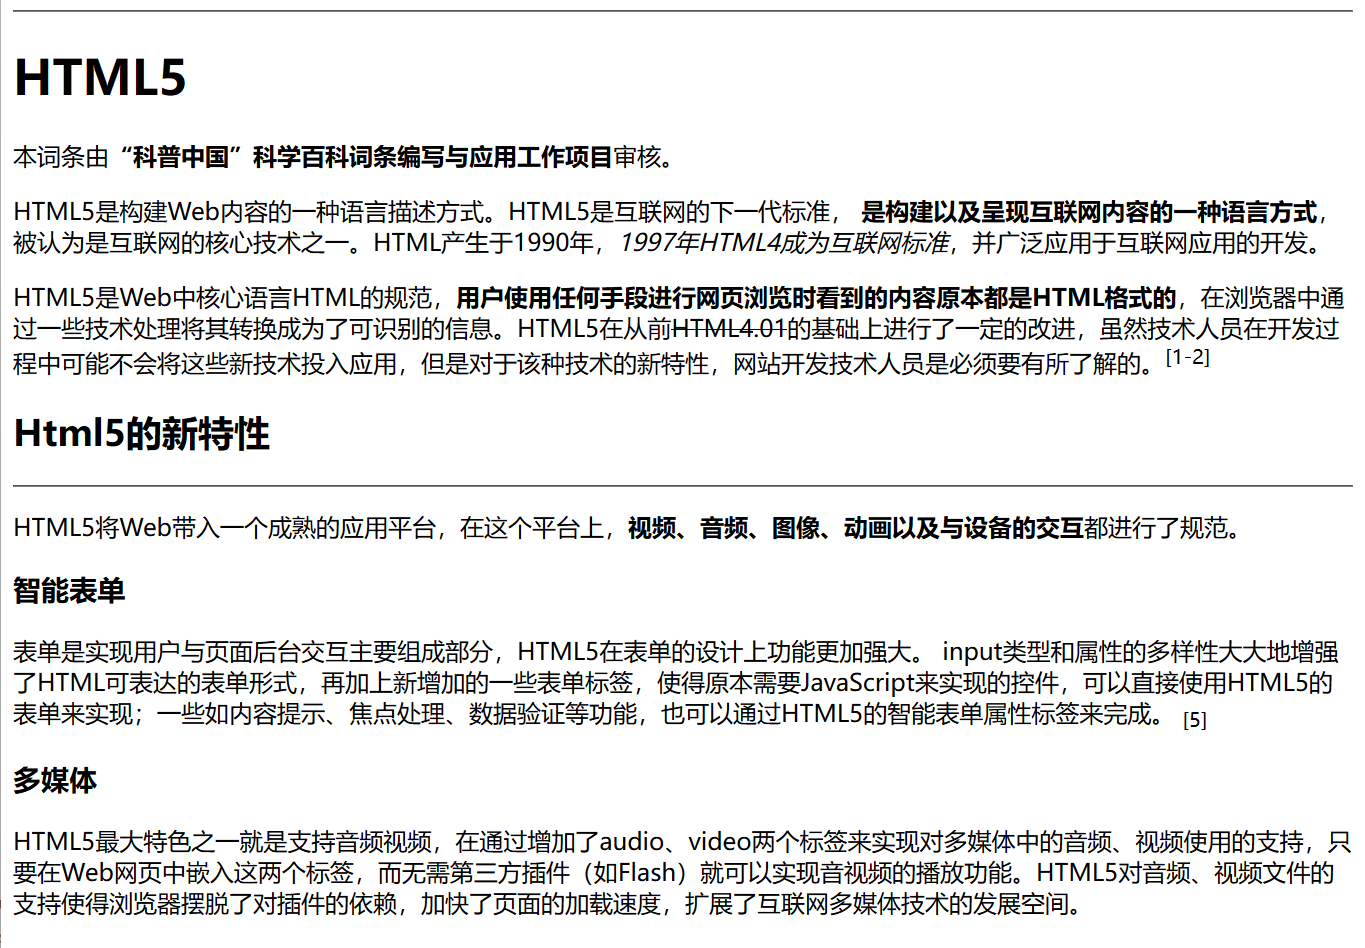 HTML5
本词条由“科普中国”科学百科词条编写与应用工作项目审核。
HTML5是构建Web内容的一种语言描述方式。HTML5是互联网的下一代标准， 是构建以及呈现互联网内容的一种语言方式，
被认为是互联网的核心技术之一。HTML产生于1990年，1997年HTML4成为互联网标准，并广泛应用于互联网应用的开发。
HTML5是Web中核心语言HTML的规范，用户使用任何手段进行网页浏览时看到的内容原本都是HTML格式的，在浏览器中通
过一些技术处理将其转换成为了可识别的信息。HTML5在从前HTML4.01的基础上进行了一定的改进，虽然技术人员在开发过
程中可能不会将这些新技术投入应用，但是对于该种技术的新特性，网站开发技术人员是必须要有所了解的。[1-2]
Html5的新特性
HTML5将Web带入一个成熟的应用平台，在这个平台上，视频、音频、图像、动画以及与设备的交互都进行了规范。
智能表单
表单是实现用户与页面后台交互主要组成部分，HTML5在表单的设计上功能更加强大。 input类型和属性的多样性大大地增强
了HTML可表达的表单形式，再加上新增加的一些表单标签，使得原本需要JavaScript来实现的控件，可以直接使用HTML5的
表单来实现；一些如内容提示、焦点处理、数据验证等功能，也可以通过HTML5的智能表单属性标签来完成。 [5]
多媒体
HTML5最大特色之一就是支持音频视频，在通过增加了audio、video两个标签来实现对多媒体中的音频、视频使用的支持，只
要在Web网页中嵌入这两个标签，而无需第三方插件（如Flash）就可以实现音视频的播放功能。HTML5对音频、视频文件的
支持使得浏览器摆脱了对插件的依赖，加快了页面的加载速度，扩展了互联网多媒体技术的发展空间。